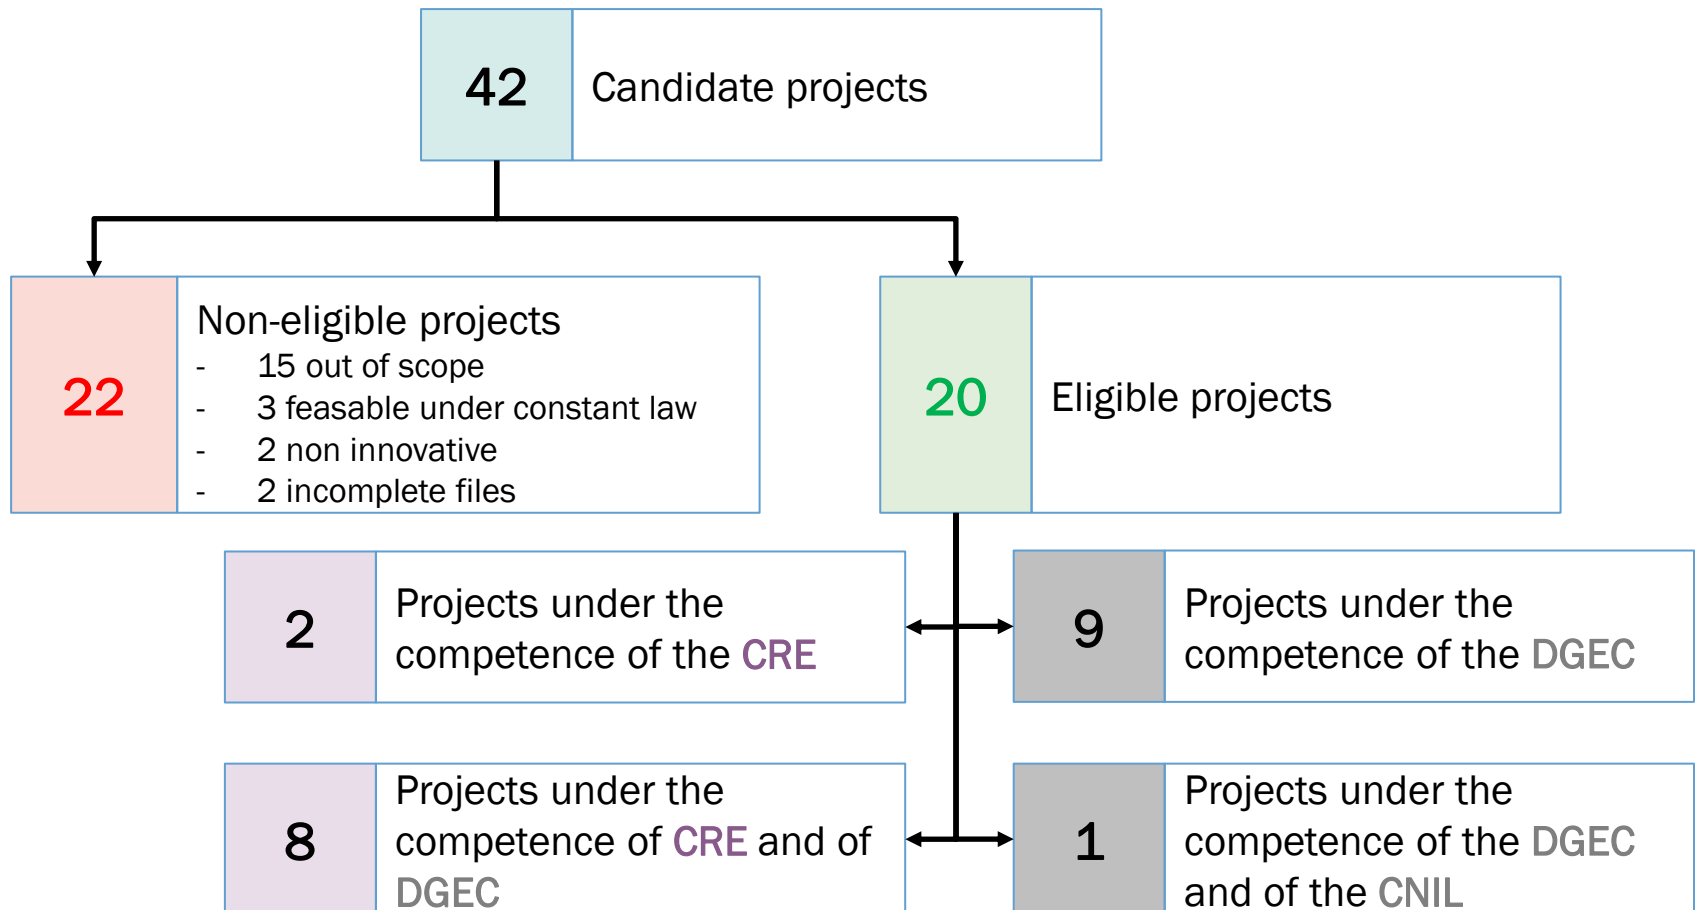 42
Candidate projects
22
Non-eligible projects
- 15 out of scope
- 3 feasable under constant law
- 2 non innovative
- 2 incomplete files
20
Eligible projects
2
Projects under the
competence of the CRE
9
Projects under the
competence of the DGEC
8
Projects under the
competence of CRE and of
DGEC
1
Projects under the
competence of the DGEC
and of the CNIL